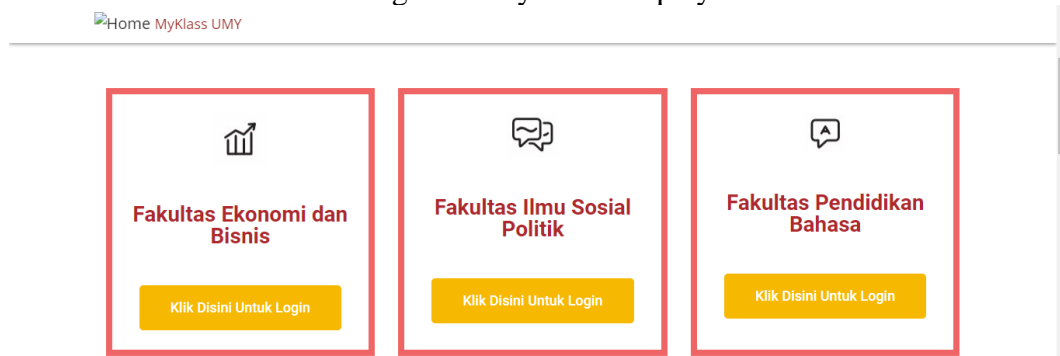 Home MyKlass UMY
Fakultas Ekonomi dan
Bisnis
Klik Disini Untuk Login
Fakultas Ilmu Sosial
Politik
Klik Disini Untuk Login
Fakultas Pendidikan
Bahasa
Klik Disini Untuk Login